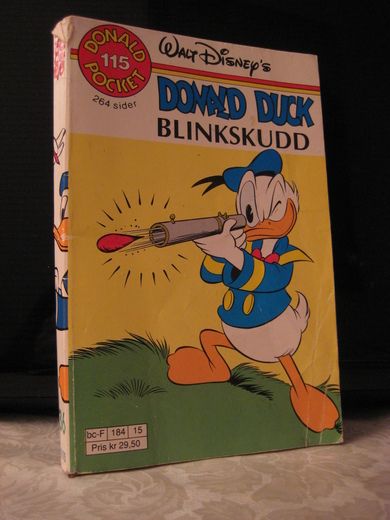 DONALD
115
POCKET
264 sider
WALT DISNEY'S
DONALD DUCK
BLINKSKUDD
bc-F 184 15
Pris kr 29,50